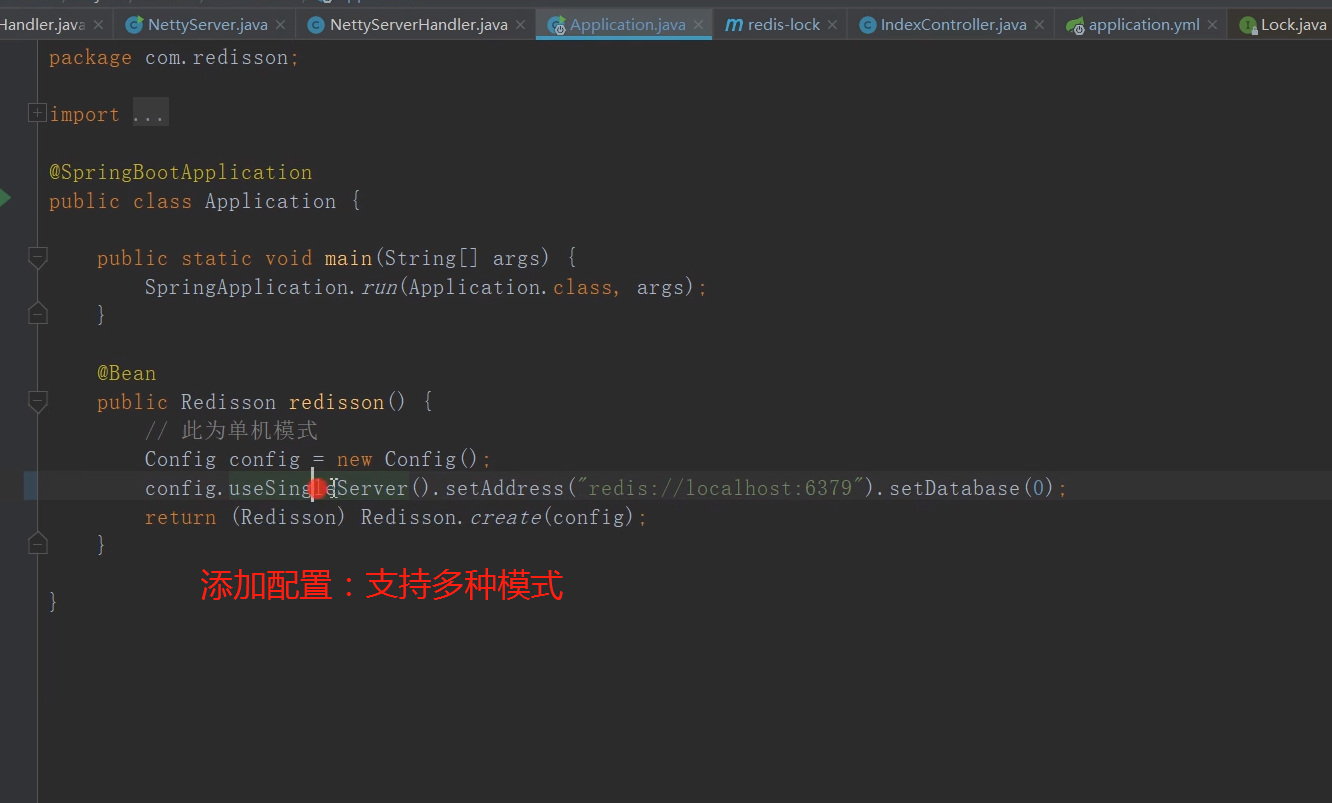 Handler.java
NettyServer.java
NettyServerHandler.java
Application.java
redis-lock
IndexController.java
application.yml
Lock.java
package com.redisson;
import ...
@SpringBootApplication
public class Application {
public static void main(String[] args) {
SpringApplication.run(Application.class, args);
}
@Bean
public Redisson redisson() {
// 此为单机模式
Config config = new Config();
config.useSingleServer().setAddress("redis://localhost:6379").setDatabase(0);
return (Redisson) Redisson.create(config);
}
添加配置：支持多种模式
}